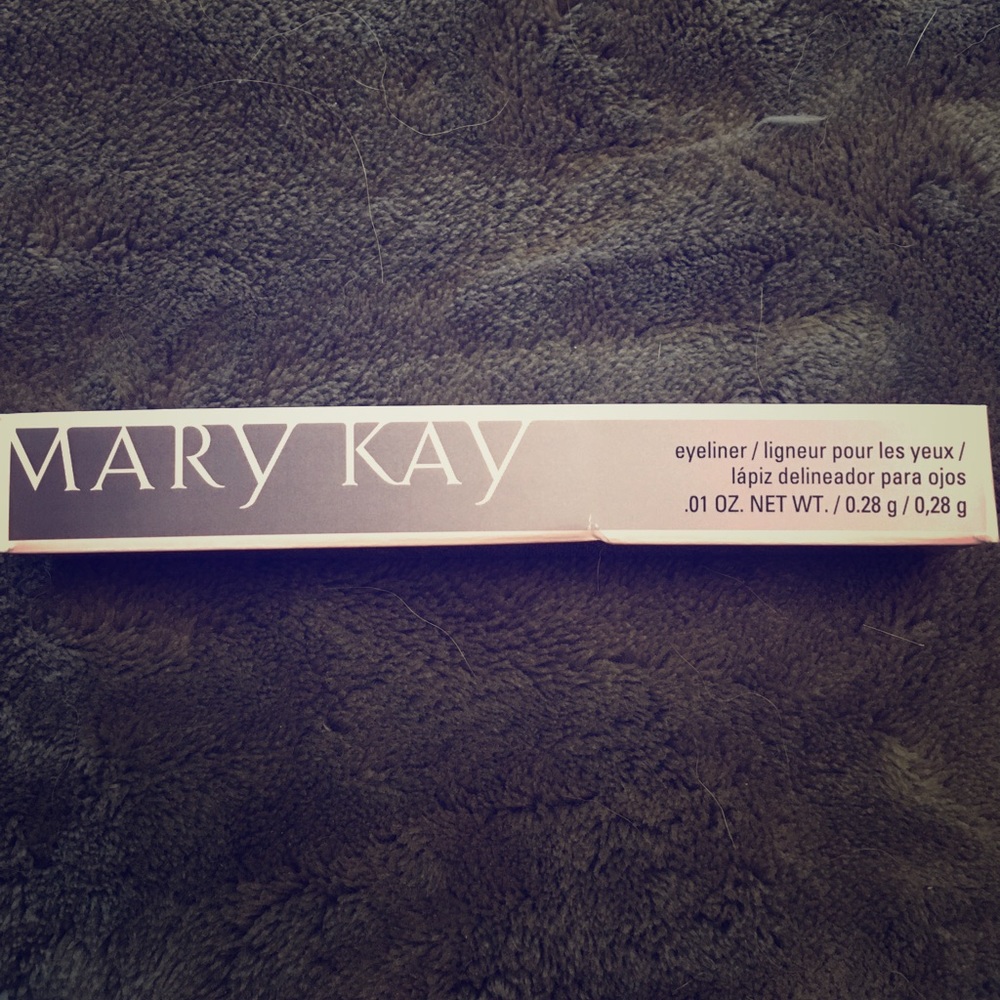 MARY KAY
eyeliner / ligneur pour les yeux /
lápiz delineador para ojos
.01 OZ. NET WT. / 0.28 g / 0,28 g